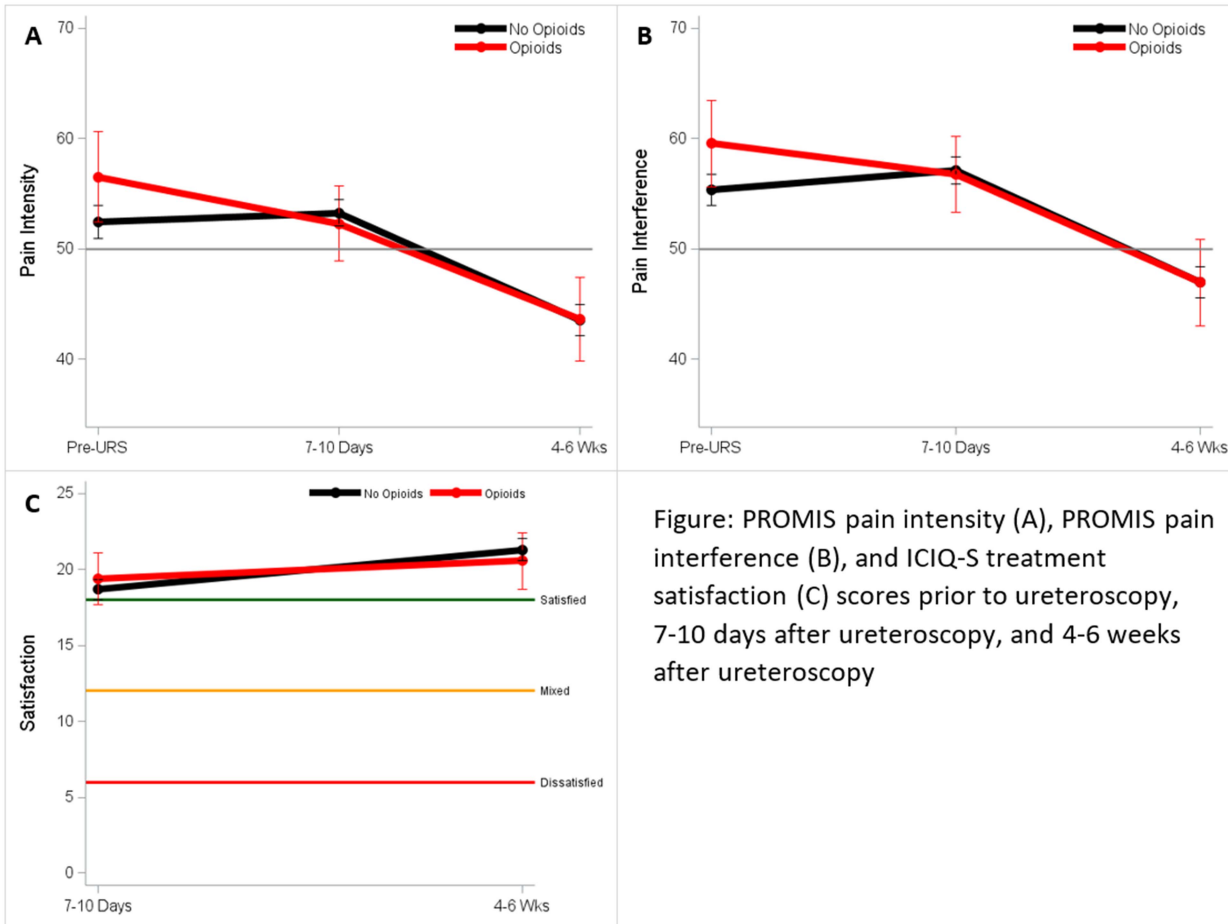 A
70
60
50
40
Pain Intensity
No Opioids
Opioids
Pre-URS
7-10 Days
4-6 Wks
B
70
60
50
40
Pain Interference
No Opioids
Opioids
Pre-URS
7-10 Days
4-6 Wks
C
25
20
15
10
5
0
Satisfaction
No Opioids Opioids
Satisfied
Mixed
Dissatisfied
7-10 Days
4-6 Wks
Figure: PROMIS pain intensity (A), PROMIS pain
interference (B), and ICIQ-S treatment
satisfaction (C) scores prior to ureteroscopy,
7-10 days after ureteroscopy, and 4-6 weeks
after ureteroscopy